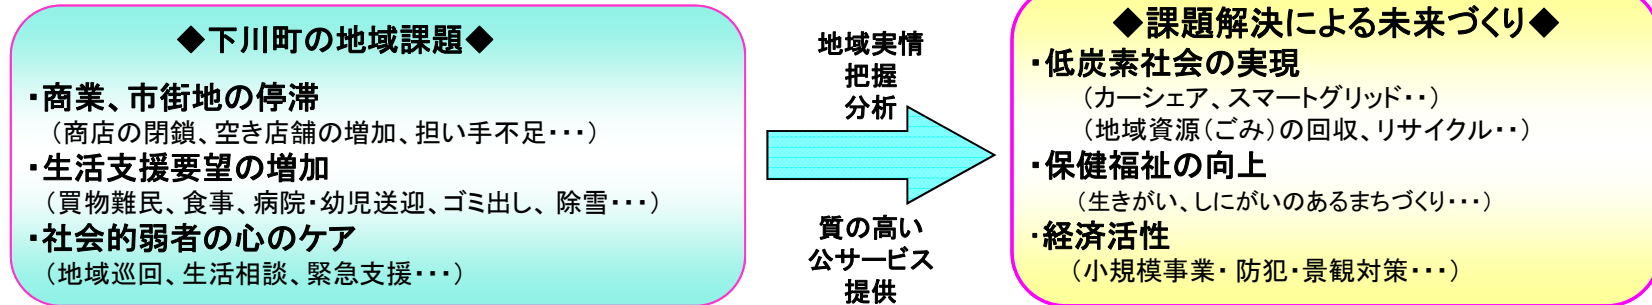 ◆下川町の地域課題◆
・商業、市街地の停滞
（商店の閉鎖、空き店舗の増加、担い手不足・・・）
・生活支援要望の増加
（買物難民、食事、病院・幼児送迎、ゴミ出し、除雪・・・）
・社会的弱者の心のケア
（地域巡回、生活相談、緊急支援・・・）
地域実情
把握
分析
質の高い
公サービス
提供
◆課題解決による未来づくり◆
・低炭素社会の実現
（カーシェア、スマートグリッド・・）
（地域資源（ごみ）の回収、リサイクル・・）
・保健福祉の向上
（生きがい、しにがいのあるまちづくり・・・）
・経済活性
（小規模事業・防犯・景観対策・・・）